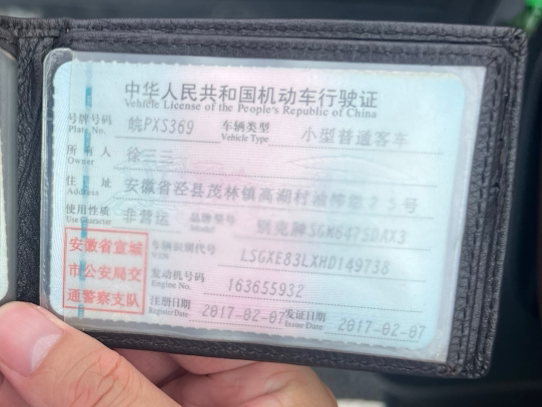 中华人民共和国机动车行驶证
Vehicle License of the People's Republic of China
号牌号码 皖PXS369 车辆类型 小型普通客车
Plate No. Vehicle Type
所有人 徐三三
Owner
住址 安徽省泾县茂林镇高湖村油榨 25号
Address
使用性质 非营运 品牌型号 别克牌SGM6475DAX3
Use Character Model
安徽省宣城
市公安局交
通警察支队
车辆识别代号 LSGXE83LXHD149738
VIN
发动机号码 163655932
Engine No.
注册日期 2017-02-07 发证日期 2017-02-07
Register Date Issue Date